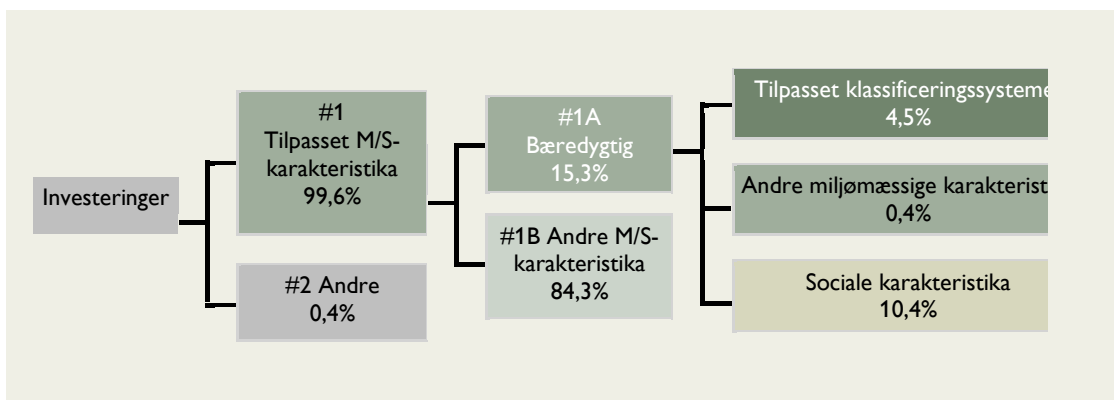 Investeringer
#1
Tilpasset M/S-
karakteristika
99,6%
#2 Andre
0,4%
#1A
Bæredygtig
15,3%
#1B Andre M/S-
karakteristika
84,3%
Tilpasset klassificeringssysteme
4,5%
Andre miljømæssige karakterist
0,4%
Sociale karakteristika
10,4%